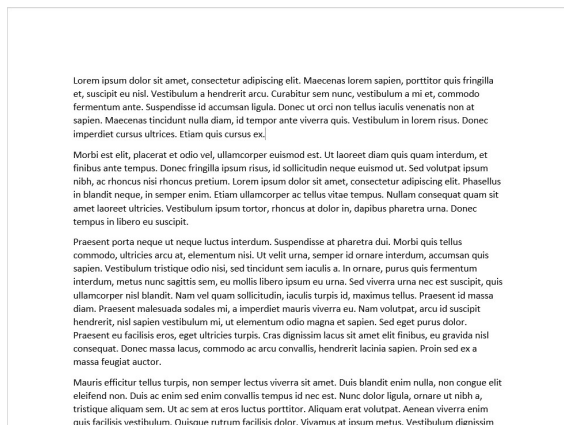 Lorem ipsum dolor sit amet, consectetur adipiscing elit. Maecenas lorem sapien, porttitor quis fringilla
et, suscipit eu nisl. Vestibulum a hendrerit arcu. Curabitur sem nunc, vestibulum a mi et, commodo
fermentum ante. Suspendisse id accumsan ligula. Donec ut orci non tellus iaculis venenatis non at
sapien. Maecenas tincidunt nulla diam, id tempor ante viverra quis. Vestibulum in lorem risus. Donec
imperdiet cursus ultrices. Etiam quis cursus ex.
Morbi est elit, placerat et odio vel, ullamcorper euismod est. Ut laoreet diam quis quam interdum, et
finibus ante tempus. Donec fringilla ipsum risus, id sollicitudin neque euismod ut. Sed volutpat ipsum
nibh, ac rhoncus nisi rhoncus pretium. Lorem ipsum dolor sit amet, consectetur adipiscing elit. Phasellus
in blandit neque, in semper enim. Etiam ullamcorper ac tellus vitae tempus. Nullam consequat quam sit
amet laoreet ultricies. Vestibulum ipsum tortor, rhoncus at dolor in, dapibus pharetra urna. Donec
tempus in libero eu suscipit.
Praesent porta neque ut neque luctus interdum. Suspendisse at pharetra dui. Morbi quis tellus
commodo, ultricies arcu at, elementum nisi. Ut velit urna, semper id ornare interdum, accumsan quis
sapien. Vestibulum tristique odio nisi, sed tincidunt sem iaculis a. In ornare, purus quis fermentum
interdum, metus nunc sagittis sem, eu mollis libero ipsum eu urna. Sed viverra urna nec est suscipit, quis
ullamcorper nisl blandit. Nam vel quam sollicitudin, iaculis turpis id, maximus tellus. Praesent id massa
diam. Praesent malesuada sodales mi, a imperdiet mauris viverra eu. Nam volutpat, arcu id suscipit
hendrerit, nisl sapien vestibulum mi, ut elementum odio magna et sapien. Sed eget purus dolor.
Praesent eu facilisis eros, eget ultricies turpis. Cras dignissim lacus sit amet elit finibus, eu gravida nisl
consequat. Donec massa lacus, commodo ac arcu convallis, hendrerit lacinia sapien. Proin sed ex a
massa feugiat auctor.
Mauris efficitur tellus turpis, non semper lectus viverra sit amet. Duis blandit enim nulla, non congue elit
eleifend non. Duis ac enim sed enim convallis tempus id nec est. Nunc dolor ligula, ornare ut nibh a,
tristique aliquam sem. Ut ac sem at eros luctus porttitor. Aliquam erat volutpat. Aenean viverra enim
quis facilisis vestibulum. Quisque rutrum facilisis dolor. Vivamus at ipsum metus. Vestibulum dignissim